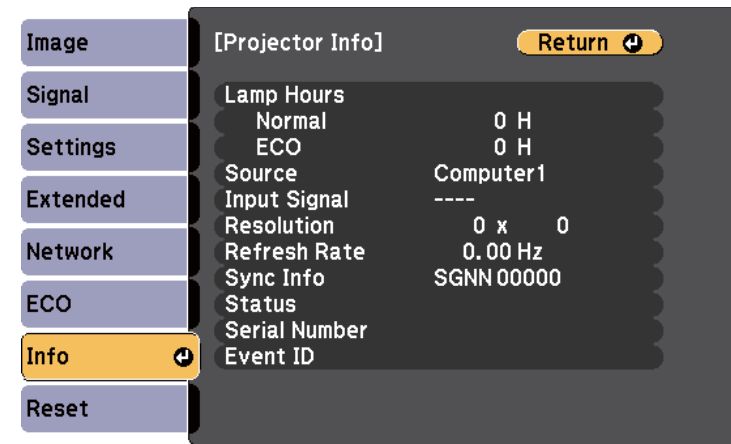 Image
Signal
Settings
Extended
Network
ECO
Info
Reset
[Projector Info]
Return
Lamp Hours
Normal 0 H
ECO 0 H
Source Computer1
Input Signal ----
Resolution 0 x 0
Refresh Rate 0.00 Hz
Sync Info SGNN 00000
Status
Serial Number
Event ID